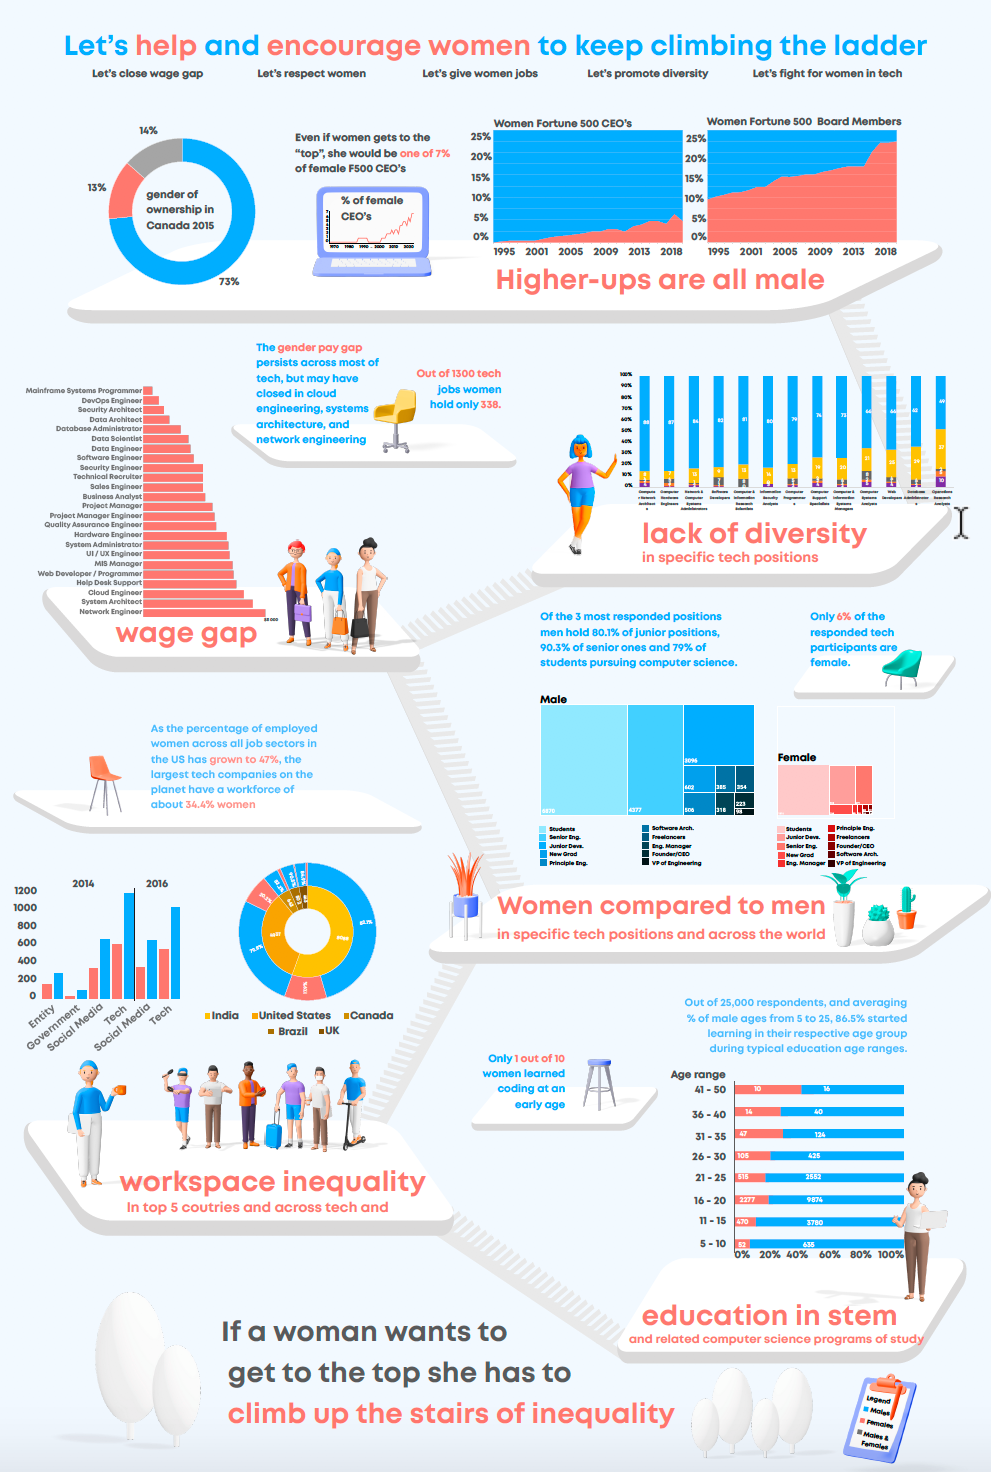 Let's help and encourage women to keep climbing the ladder
Let's close wage gap
Let's respect women
Let's give women jobs
Let's promote diversity
Let's fight for women in tech
14%
13%
73%
gender of
ownership in
Canada 2015
Even if women gets to the
"top", she would be one of 7%
of female F500 CEO's
% of female
CEO's
1970 1980 1990 2000 2010 2020
Women Fortune 500 CEO's
25%
20%
15%
10%
5%
0%
1995 2001 2005 2009 2013 2018
Women Fortune 500 Board Members
25%
20%
15%
10%
5%
0%
1995 2001 2005 2009 2013 2018
Higher-ups are all male
The gender pay gap
persists across most of
tech, but may have
closed in cloud
engineering, systems
architecture, and
network engineering
Out of 1300 tech
jobs women
hold only 338.
Mainframe Systems Programmer
DevOps Engineer
Security Architect
Data Architect
Database Administrator
Data Scientist
Data Engineer
Software Engineer
Security Engineer
Technical Recruiter
Sales Engineer
Business Analyst
Project Manager
Project Manager Engineer
Quality Assurance Engineer
Hardware Engineer
System Administrator
UI / UX Engineer
MIS Manager
Web Developer / Programmer
Help Desk Support
Cloud Engineer
System Architect
Network Engineer
wage gap
100%
90%
80%
70%
60%
50%
40%
30%
20%
10%
0%
87
82
81
79
74
49
Software
Developers
Information
Security
Analysts
Computer
Support
Specialists
Computer
Systems
Analysts
Web
Developers
Operations
Research
Analysts
lack of diversity
in specific tech positions
Of the 3 most responded positions
men hold 80.1% of junior positions,
90.3% of senior ones and 79% of
students pursuing computer science.
Only 6% of the
responded tech
participants are
female.
Male
4377
3096
602
385
354
506
318
223
98
Students
Senior Eng.
Junior Devs.
New Grad
Principle Eng.
Software Arch.
Freelancers
Eng. Manager
Founder/CEO
VP of Engineering
Female
Students
Junior Devs.
Senior Eng.
New Grad
Eng. Manager
Principle Eng.
Freelancers
Founder/CEO
Software Arch.
VP of Engineering
Women compared to men
in specific tech positions and across the world
As the percentage of employed
women across all job sectors in
the US has grown to 47%, the
largest tech companies on the
planet have a workforce of
about 34.4% women
2014
2016
1200
1000
800
600
400
200
0
Entity
Government
Social Media
Tech
Social Media
Tech
India
United States
Canada
Brazil
UK
workspace inequality
In top 5 coutries and across tech and
Out of 25,000 respondents, and averaging
% of male ages from 5 to 25, 86.5% started
learning in their respective age group
during typical education age ranges.
Only 1 out of 10
women learned
coding at an
early age
Age range
41 - 50 10 16
36 - 40 14 40
31 - 35 47 124
26 - 30 105 425
21 - 25 515 2552
16 - 20 2277 9874
11 - 15 470 3780
5 - 10 52 635
0% 20% 40% 60% 80% 100%
education in stem
and related computer science programs of study
If a woman wants to
get to the top she has to
climb up the stairs of inequality
Legend
Males
Females
Males &
Females